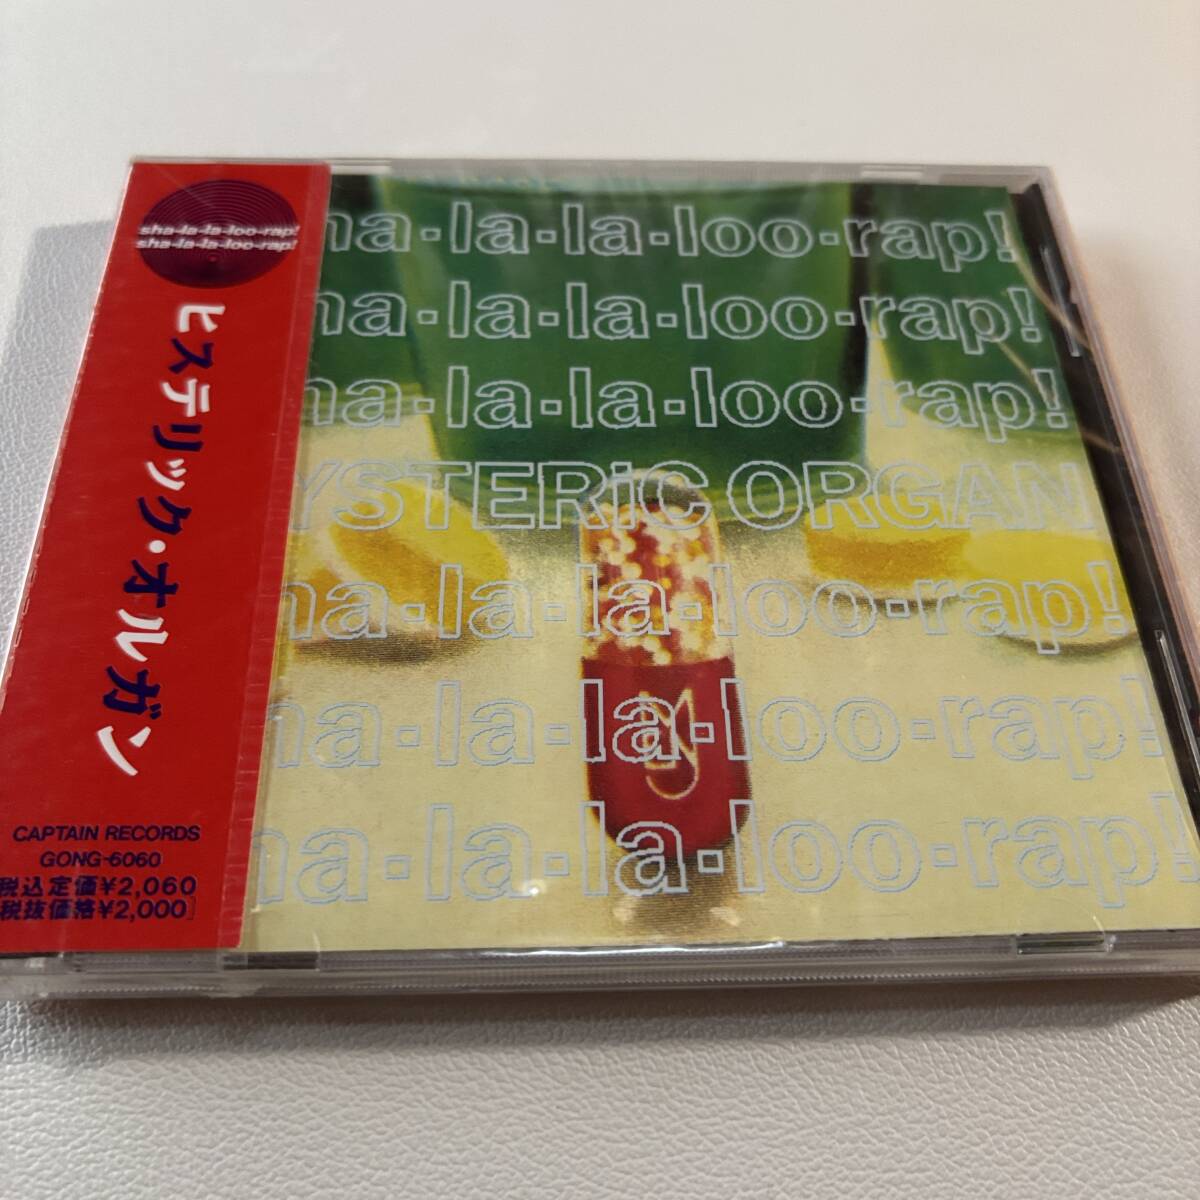 sha-la-la-loo-rap!
sha-la-la-loo-rap!
ヒステリック・オルガン
CAPTAIN RECORDS
GONG-6060
税込定価¥2,060
税抜価格¥2,000]
ha-la-la-loo-rap!
ha-la-la-loo-rap!
ha-la-la-loo-rap!
YSTERiC ORGAN
ha-la-la-loo-rap!
ha-la-la-loo-rap!
ha-la-la-loo-rap!